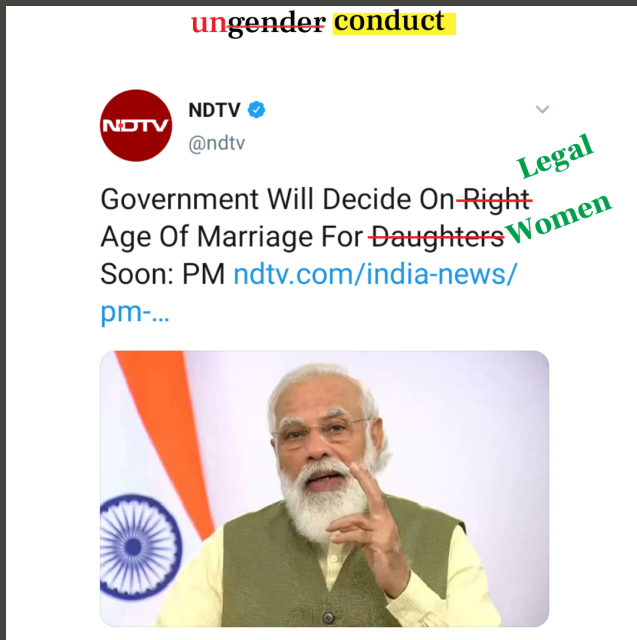 ungender conduct
NDTV
NDTV
@ndtv
Legal
Government Will Decide On Right
Women
Age Of Marriage For Daughters
Soon: PM ndtv.com/india-news/
pm-...